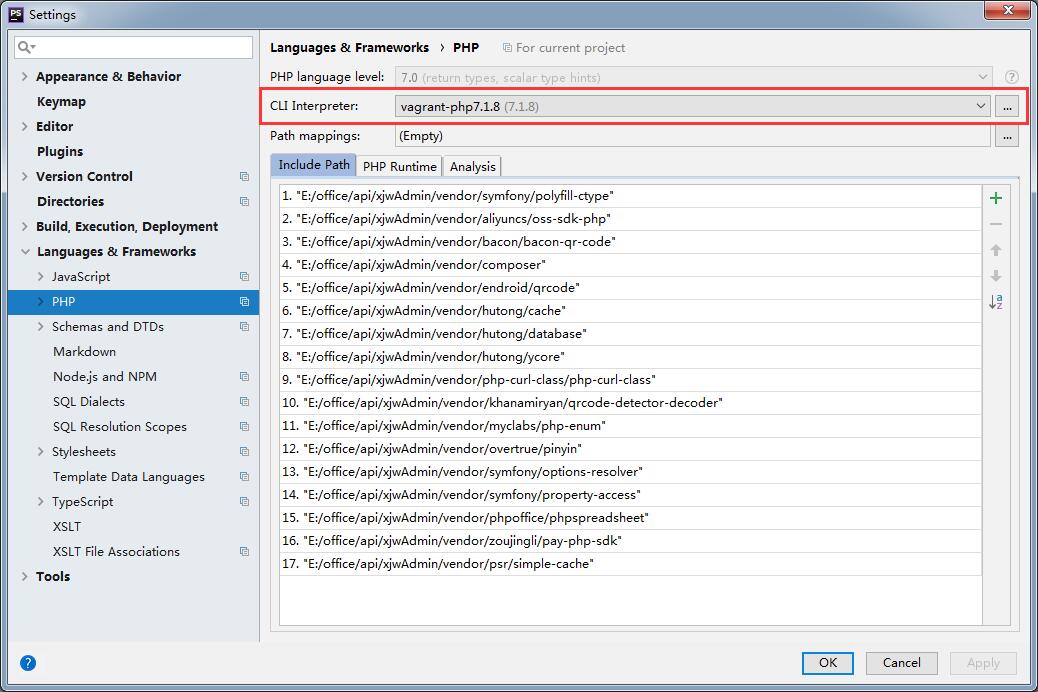 PS Settings
Languages & Frameworks › PHP For current project
PHP language level: 7.0 (return types, scalar type hints)
CLI Interpreter: vagrant-php7.1.8 (7.1.8) ...
Path mappings: (Empty) ...
Include Path PHP Runtime Analysis
1. "E:/office/api/xjwAdmin/vendor/symfony/polyfill-ctype"
2. "E:/office/api/xjwAdmin/vendor/aliyuncs/oss-sdk-php"
3. "E:/office/api/xjwAdmin/vendor/bacon/bacon-qr-code"
4. "E:/office/api/xjwAdmin/vendor/composer"
5. "E:/office/api/xjwAdmin/vendor/endroid/qrcode"
6. "E:/office/api/xjwAdmin/vendor/hutong/cache"
7. "E:/office/api/xjwAdmin/vendor/hutong/database"
8. "E:/office/api/xjwAdmin/vendor/hutong/ycore"
9. "E:/office/api/xjwAdmin/vendor/php-curl-class/php-curl-class"
10. "E:/office/api/xjwAdmin/vendor/khanamiryan/qrcode-detector-decoder"
11. "E:/office/api/xjwAdmin/vendor/myclabs/php-enum"
12. "E:/office/api/xjwAdmin/vendor/overtrue/pinyin"
13. "E:/office/api/xjwAdmin/vendor/symfony/options-resolver"
14. "E:/office/api/xjwAdmin/vendor/symfony/property-access"
15. "E:/office/api/xjwAdmin/vendor/phpoffice/phpspreadsheet"
16. "E:/office/api/xjwAdmin/vendor/zoujingli/pay-php-sdk"
17. "E:/office/api/xjwAdmin/vendor/psr/simple-cache"
Appearance & Behavior
Keymap
Editor
Plugins
Version Control
Directories
Build, Execution, Deployment
Languages & Frameworks
JavaScript
PHP
Schemas and DTDs
Markdown
Node.js and NPM
SQL Dialects
SQL Resolution Scopes
Stylesheets
Template Data Languages
TypeScript
XSLT
XSLT File Associations
Tools
OK Cancel Apply